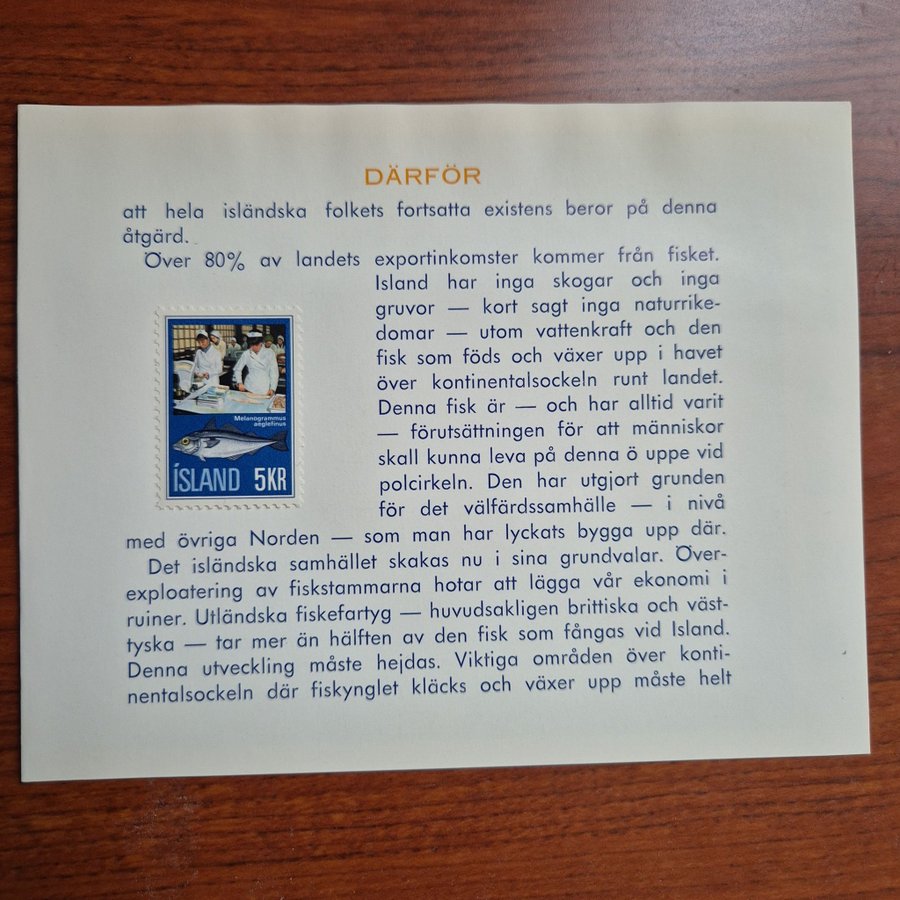 DÄRFÖR
att hela isländska folkets fortsatta existens beror på denna
åtgärd.
Över 80% av landets exportinkomster kommer från fisket.
Island har inga skogar och inga
gruvor — kort sagt inga naturrike-
domar — utom vattenkraft och den
fisk som föds och växer upp i havet
över kontinentalsockeln runt landet.
Denna fisk är — och har alltid varit
— förutsättningen för att människor
skall kunna leva på denna ö uppe vid
polcirkeln. Den har utgjort grunden
för det välfärdssamhälle — i nivå
Melanogrammus
aeglefinus
ÍSLAND 5KR
med övriga Norden — som man har lyckats bygga upp där.
Det isländska samhället skakas nu i sina grundvalar. Över-
exploatering av fiskstammarna hotar att lägga vår ekonomi i
ruiner. Utländska fiskefartyg — huvudsakligen brittiska och väst-
tyska — tar mer än hälften av den fisk som fångas vid Island.
Denna utveckling måste hejdas. Viktiga områden över konti-
nentalsockeln där fiskynglet kläcks och växer upp måste helt